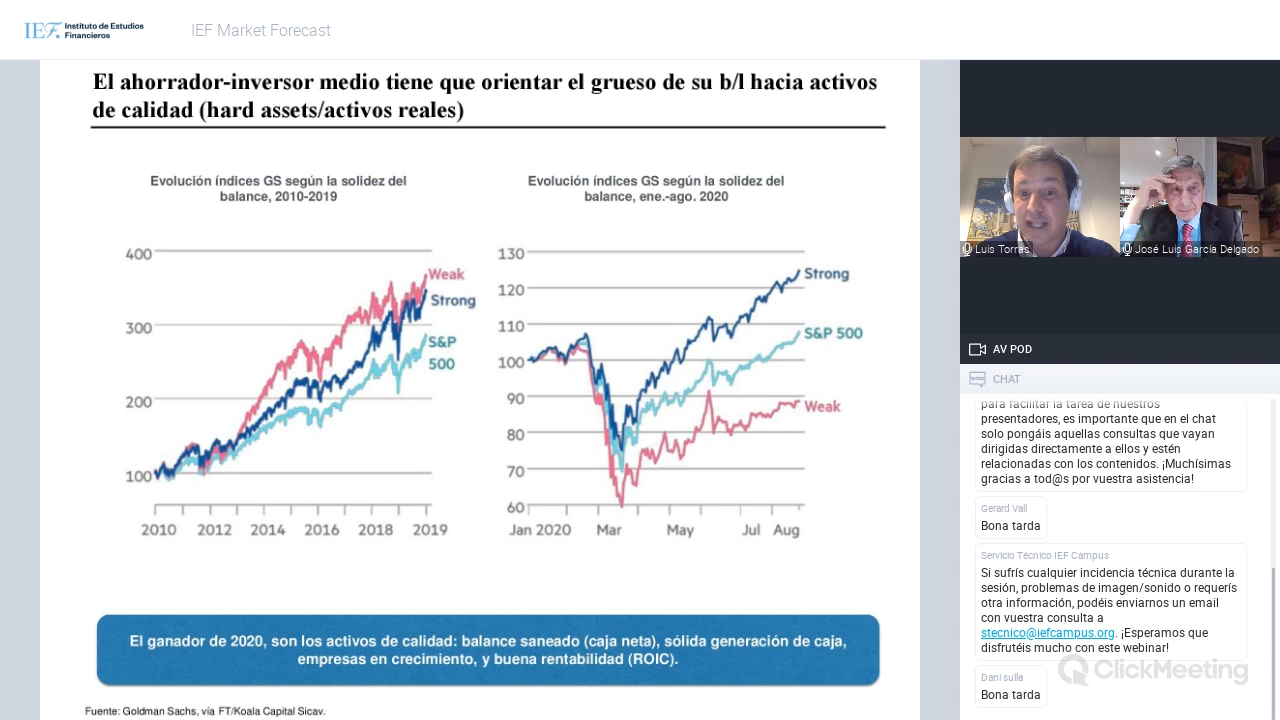 IEF. Instituto de Estudios
Financieros
IEF Market Forecast
El ahorrador-inversor medio tiene que orientar el grueso de su b/l hacia activos
de calidad (hard assets/activos reales)
Evolución índices GS según la solidez del
balance, 2010-2019
400
300
200
100
Weak
Strong
S&P
500
2010 2012 2014 2016 2018 2019
Evolución índices GS según la solidez del
balance, ene.-ago. 2020
130
120
110
100
90
80
70
60
Strong
S&P 500
Weak
Jan 2020 Mar May Jul Aug
El ganador de 2020, son los activos de calidad: balance saneado (caja neta), sólida generación de caja,
empresas en crecimiento, y buena rentabilidad (ROIC).
Fuente: Goldman Sachs, vía FT/Koala Capital Sicav.
Luis Torras
José Luis García Delgado
AV POD
CHAT
para facilitar la tarea de nuestros
presentadores, es importante que en el chat
solo pongáis aquellas consultas que vayan
dirigidas directamente a ellos y estén
relacionadas con los contenidos. ¡Muchísimas
gracias a tod@s por vuestra asistencia!
Gerard Vall
Bona tarda
Servicio Técnico IEF Campus
Si sufrís cualquier incidencia técnica durante la
sesión, problemas de imagen/sonido o requerís
otra información, podéis enviarnos un email
con vuestra consulta a
stecnico@iefcampus.org. ¡Esperamos que
disfrutéis mucho con este webinar!
ClickMeeting
Dani sulla
Bona tarda